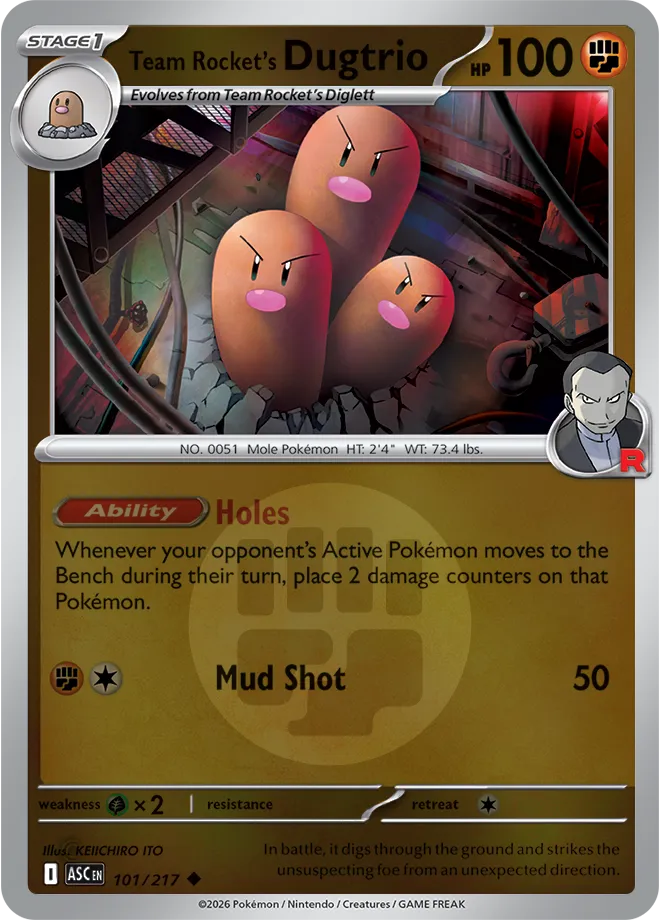 STAGE1
Team Rocket's Dugtrio HP 100
Evolves from Team Rocket's Diglett
R
NO. 0051 Mole Pokémon HT: 2'4" WT: 73.4 lbs.
Ability Holes
Whenever your opponent's Active Pokémon moves to the
Bench during their turn, place 2 damage counters on that
Pokémon.
Mud Shot 50
weakness ×2 resistance retreat
Illus. KEIICHIRO ITO
In battle, it digs through the ground and strikes the
unsuspecting foe from an unexpected direction.
ASC EN 101/217
©2026 Pokémon / Nintendo / Creatures / GAME FREAK